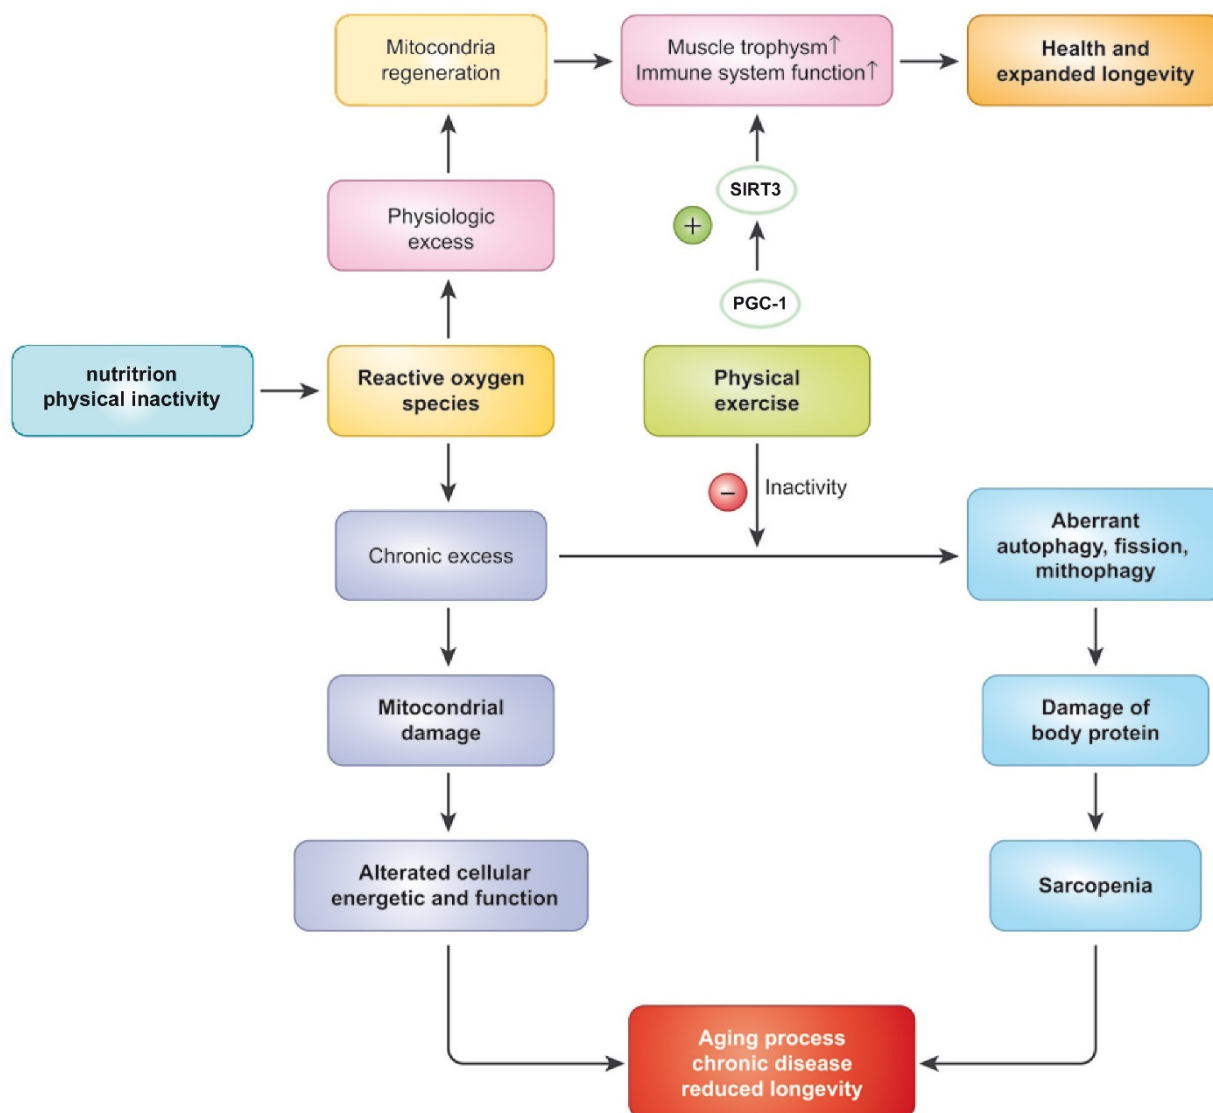 Mitocondria
regeneration
Muscle trophysm↑
Immune system function↑
Health and
expanded longevity
SIRT3
+
Physiologic
excess
PGC-1
nutritrion
physical inactivity
Reactive oxygen
species
Physical
exercise
−
Inactivity
Chronic excess
Aberrant
autophagy, fission,
mithophagy
Mitocondrial
damage
Damage of
body protein
Alterated cellular
energetic and function
Sarcopenia
Aging process
chronic disease
reduced longevity